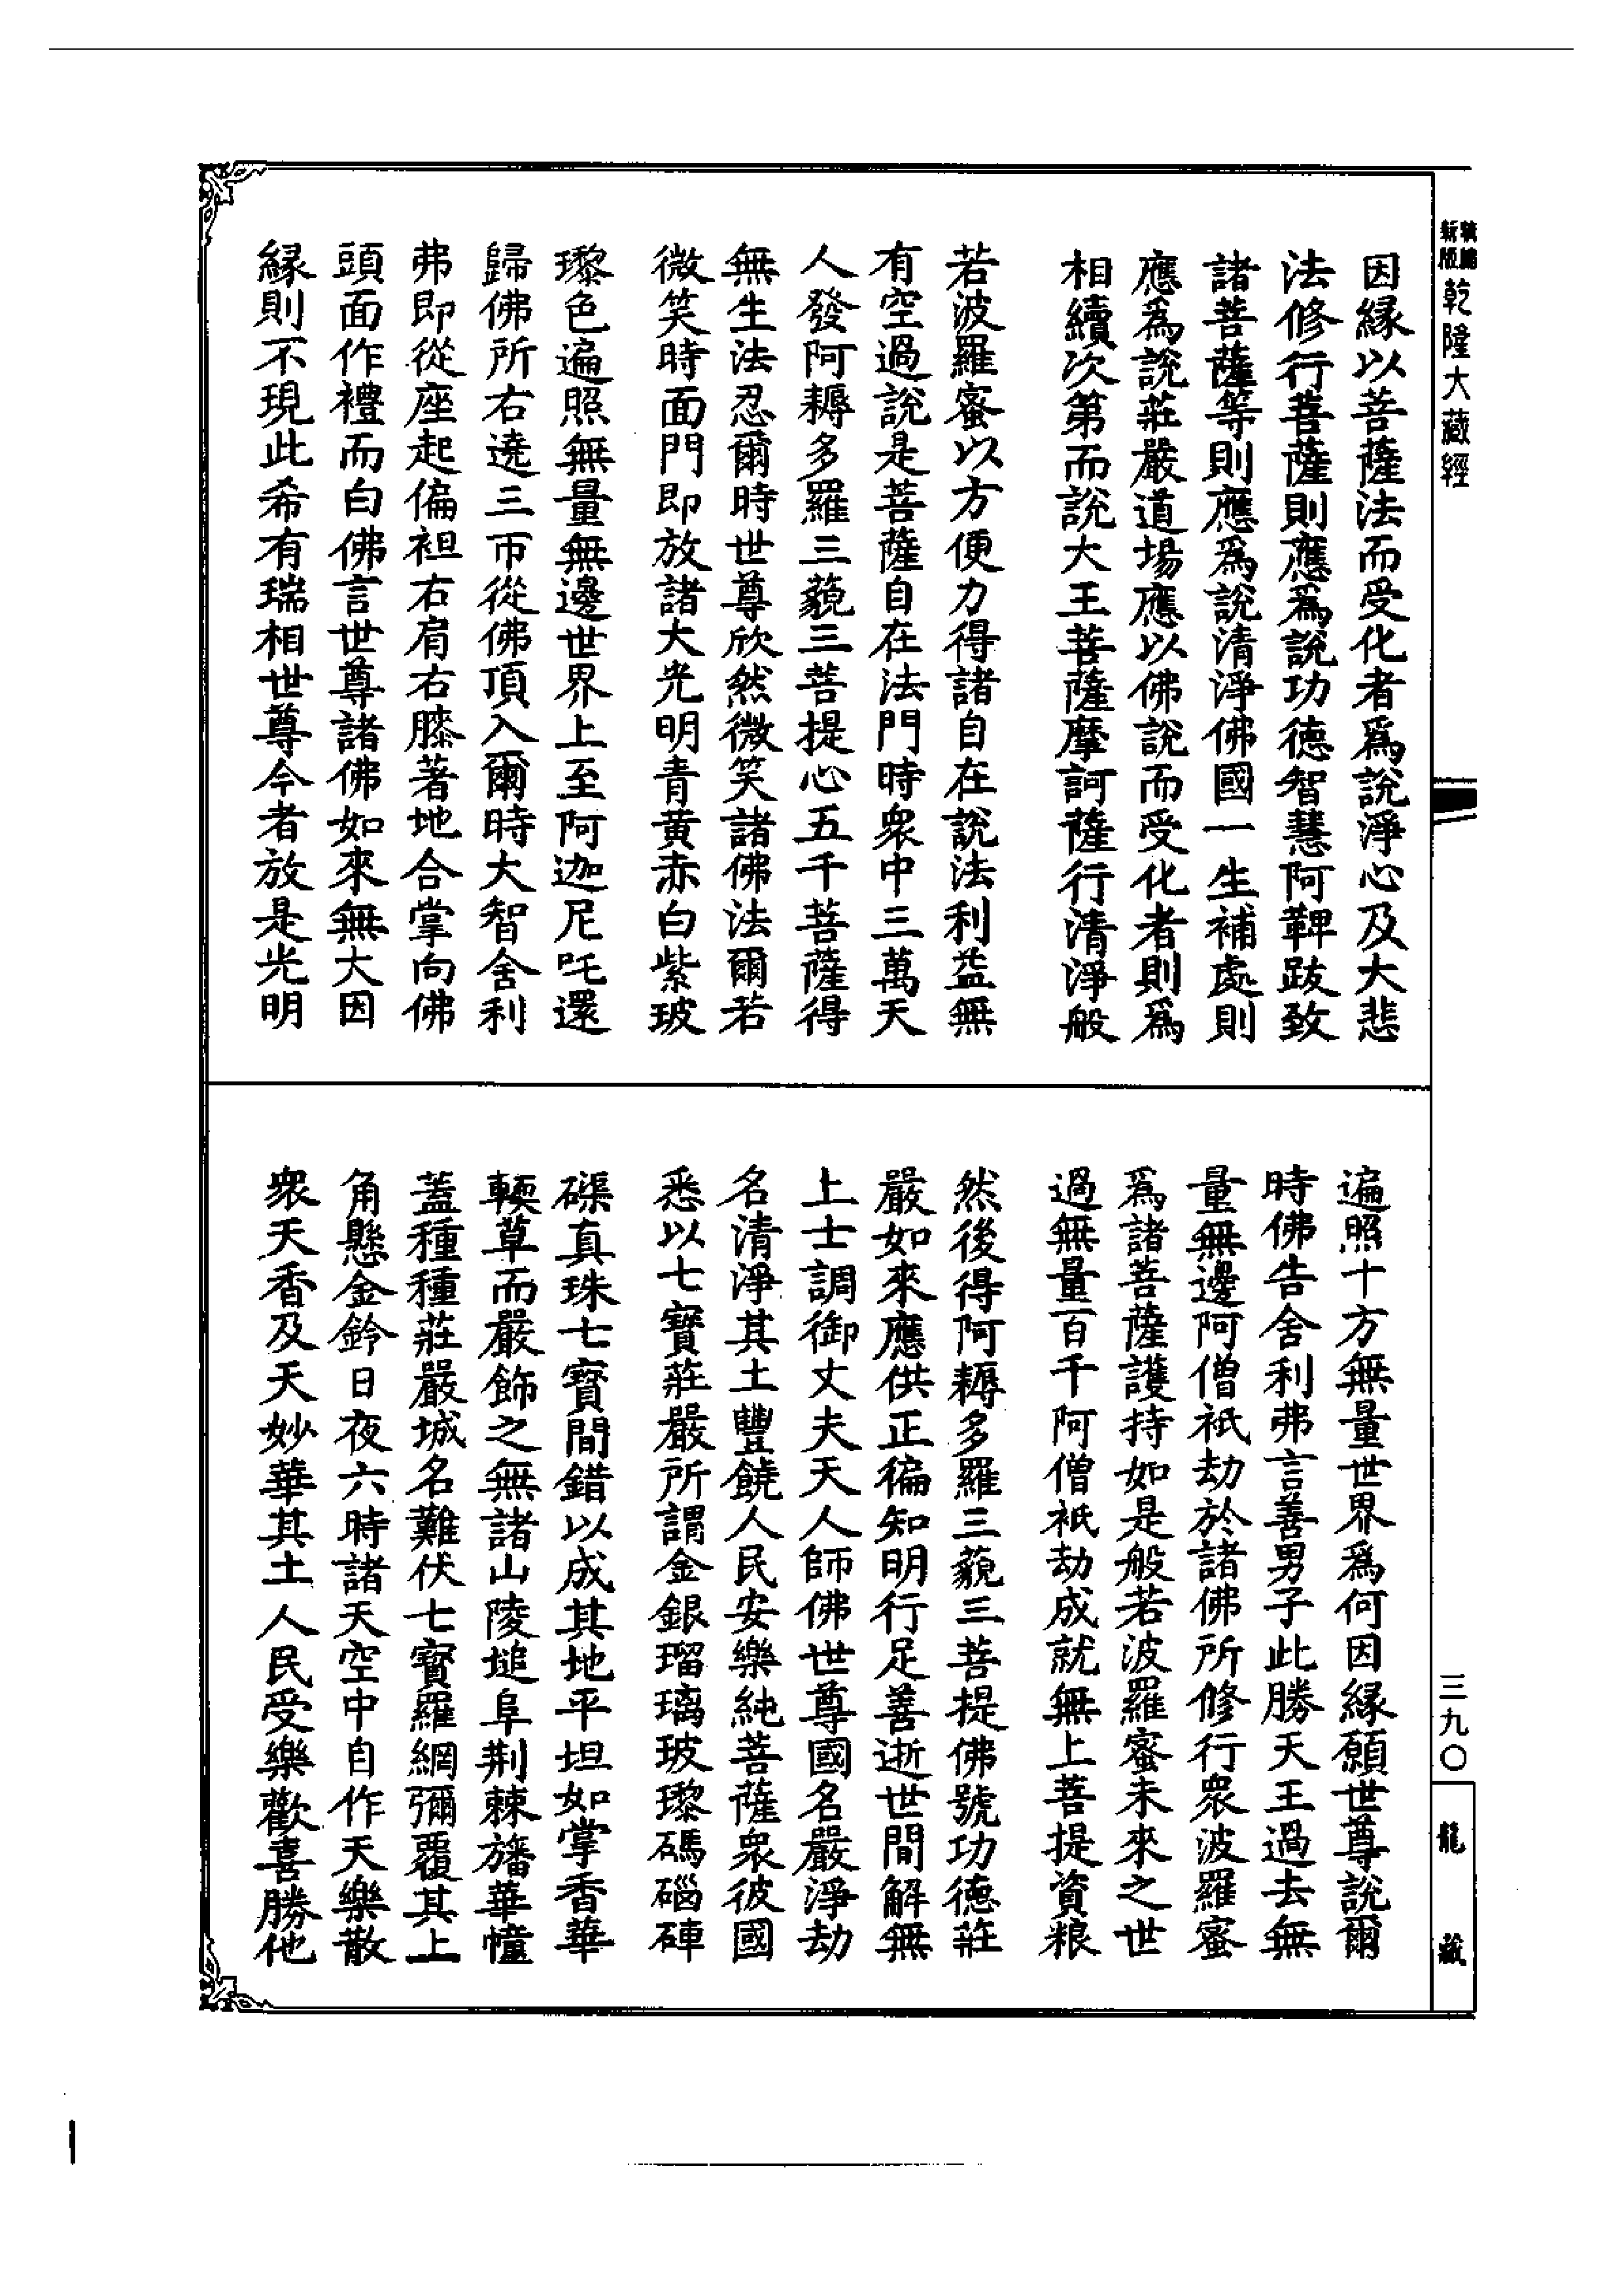 乾隆大藏經
因緣以菩薩法而受化者爲說淨心及大悲
法修行菩薩則應爲說功德智慧阿鞞跋致
諸菩薩等則應爲說清淨佛國一生補處則
應爲說莊嚴道場應以佛說而受化者則爲
相續次第而說大王菩薩摩訶薩行清淨般
若波羅蜜以方便力得諸自在說法利益無
有空過說是菩薩自在法門時衆中三萬天
人發阿耨多羅三藐三菩提心五千菩薩得
無生法忍爾時世尊欣然微笑諸佛法爾若
微笑時面門即放諸大光明青黄赤白紫玻
瓈色遍照無量無邊世界上至阿迦尼吒還
歸佛所右遶三帀從佛頂入爾時大智舍利
弗即從座起偏袒右肩右膝著地合掌向佛
頭面作禮而白佛言世尊諸佛如來無大因
緣則不現此希有瑞相世尊今者放是光明
遍照十方無量世界爲何因緣願世尊說爾
時佛告舍利弗言善男子此勝天王過去無
量無邊阿僧祇劫於諸佛所修行衆波羅蜜
爲諸菩薩護持如是般若波羅蜜未來之世
過無量百千阿僧祇劫成就無上菩提資粮
然後得阿耨多羅三藐三菩提佛號功德莊
嚴如來應供正徧知明行足善逝世間解無
上士調御丈夫天人師佛世尊國名嚴淨劫
名清淨其土豐饒人民安樂純菩薩衆彼國
悉以七寶莊嚴所謂金銀瑠璃玻瓈碼碯硨
磲真珠七寶間錯以成其地平坦如掌香華
輭草而嚴飾之無諸山陵塠阜荆棘旛華幢
蓋種種莊嚴城名難伏七寶羅網彌覆其上
角懸金鈴日夜六時諸天空中自作天樂散
衆天香及天妙華其土人民受樂歡喜勝他
三九〇
龍藏